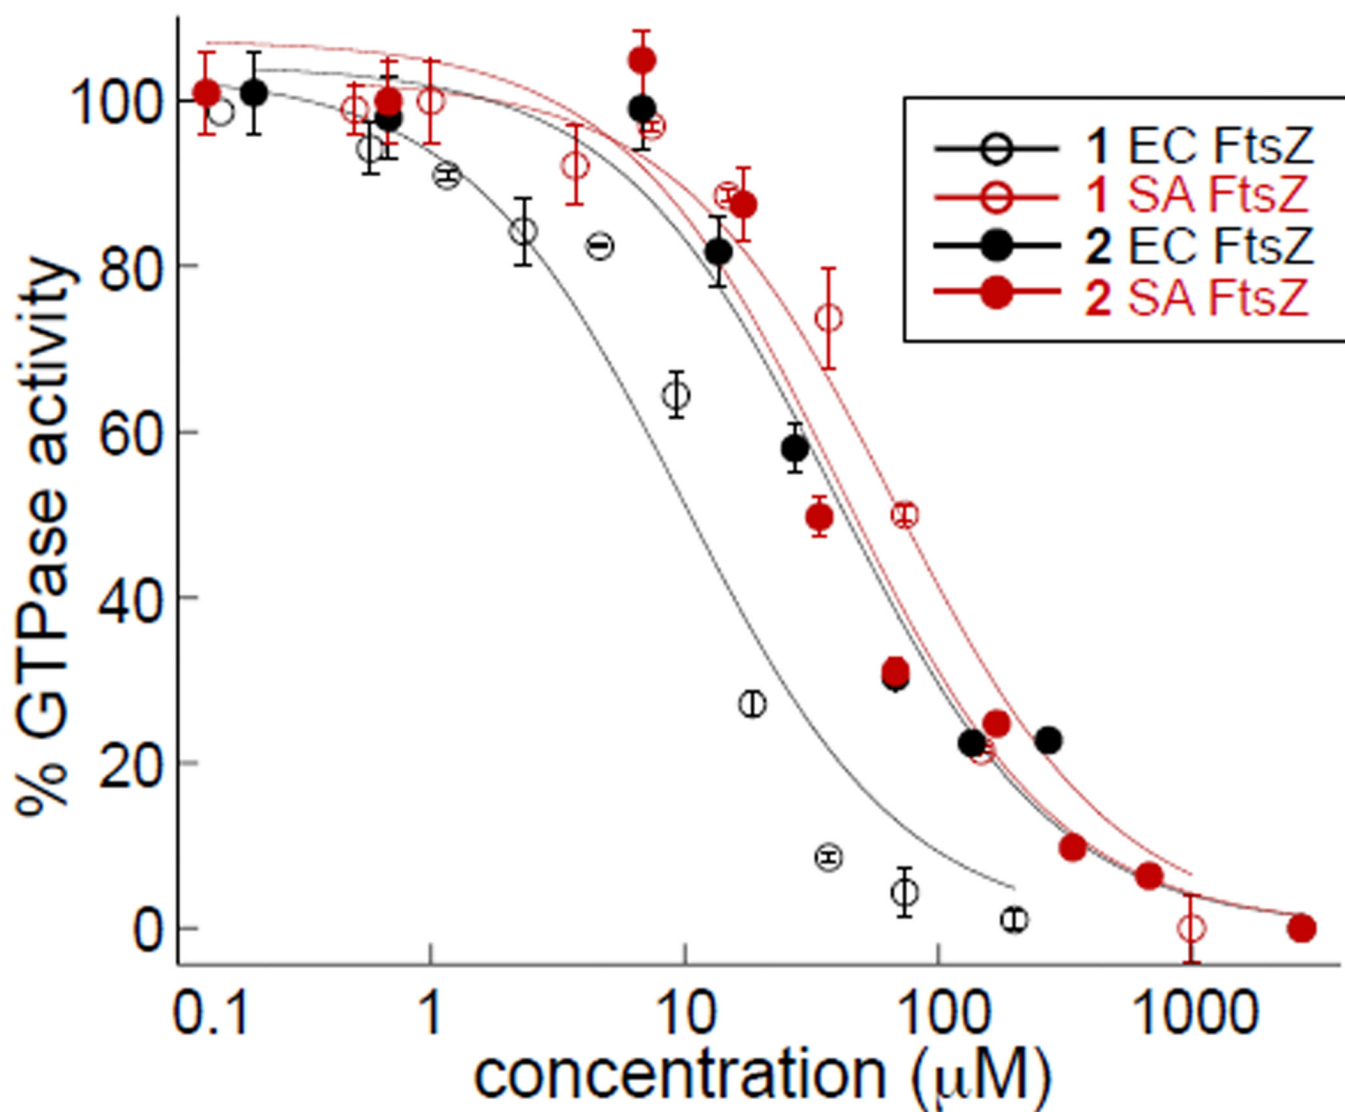 % GTPase activity
100
80
60
40
20
0
1 EC FtsZ
1 SA FtsZ
2 EC FtsZ
2 SA FtsZ
0.1 1 10 100 1000
concentration (μM)